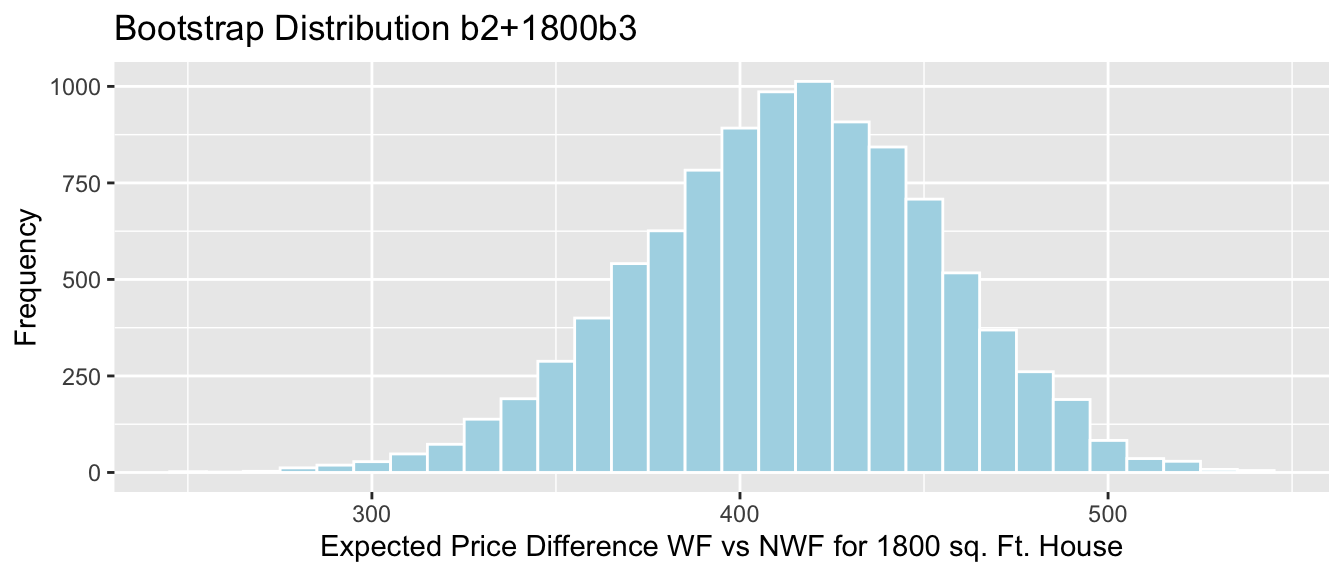 Bootstrap Distribution b2+1800b3
1000
750
500
250
0
Frequency
300 400 500
Expected Price Difference WF vs NWF for 1800 sq. Ft. House